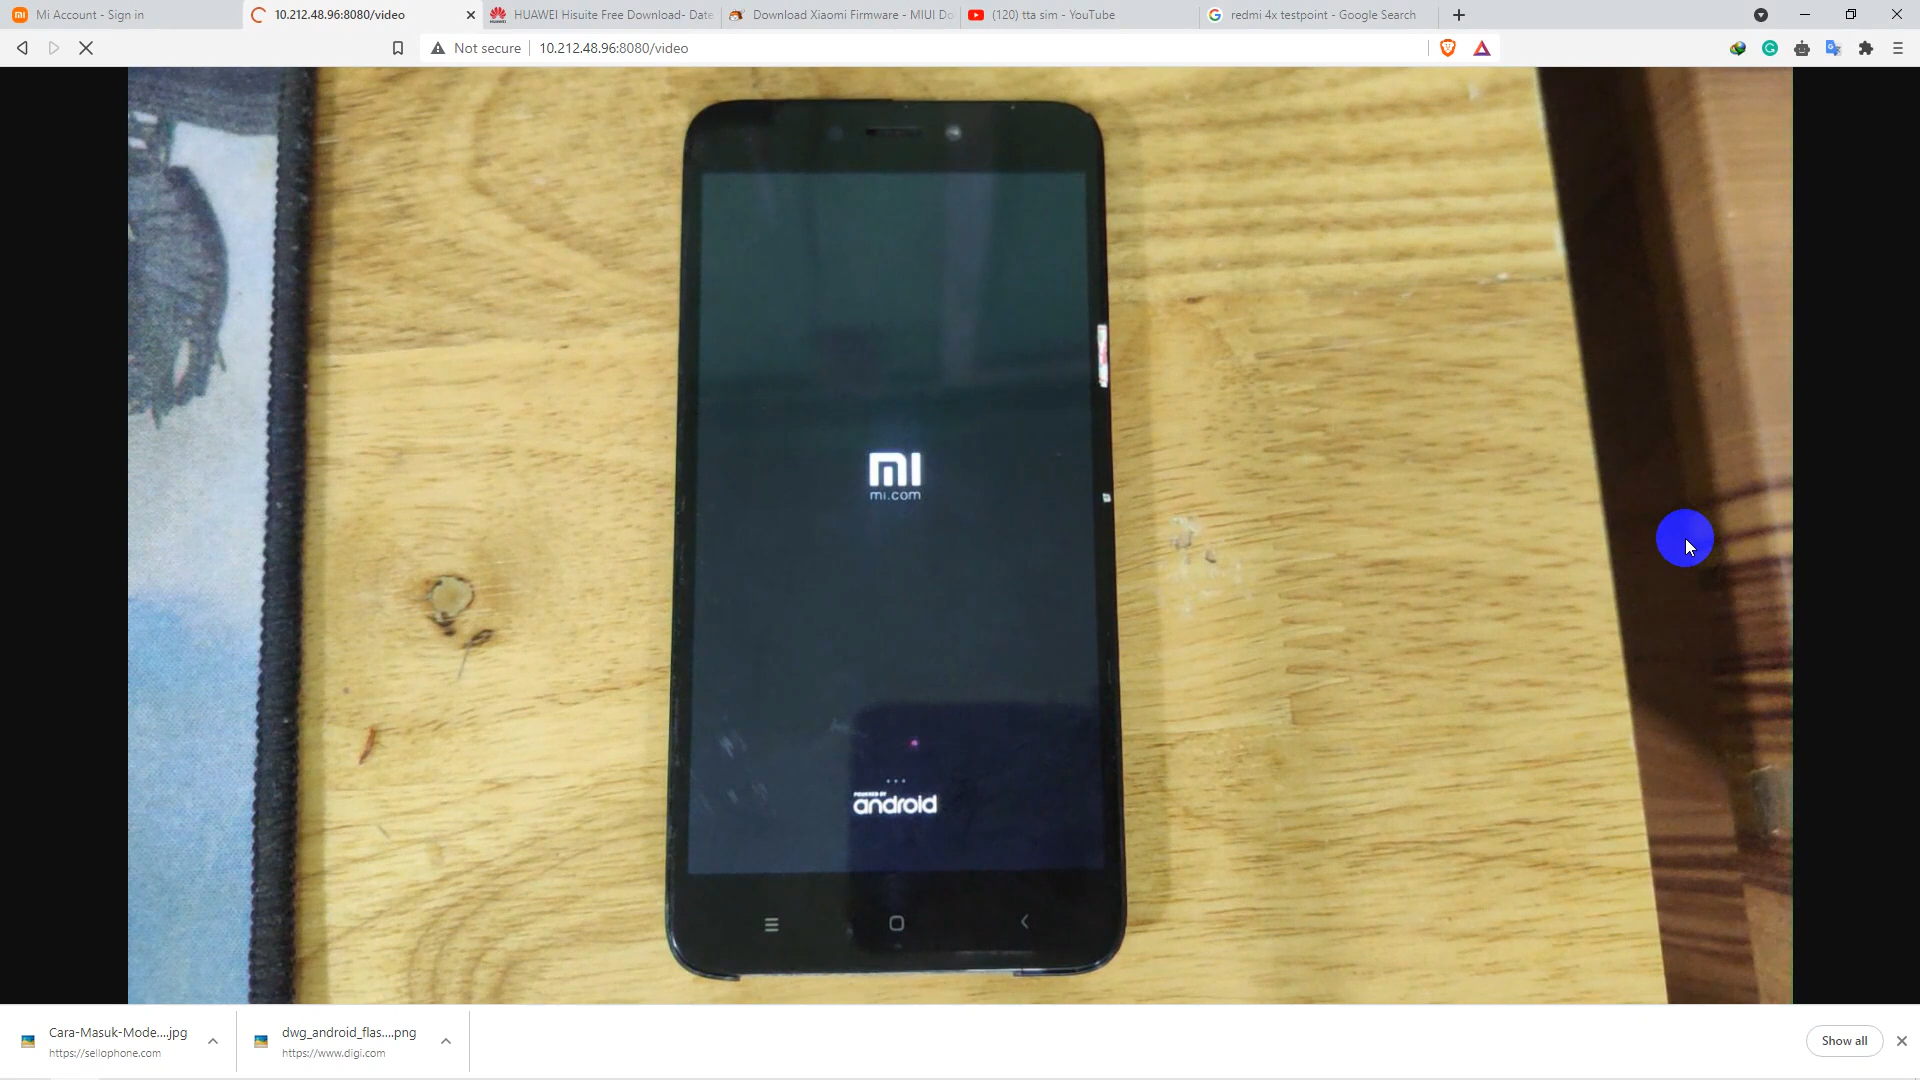 Mi Account - Sign in
10.212.48.96:8080/video
HUAWEI Hisuite Free Download- Date
Download Xiaomi Firmware - MIUI Do
(120) tta sim - YouTube
redmi 4x testpoint - Google Search
Not secure
10.212.48.96:8080/video
mi
mi.com
POWERED BY
android
Cara-Masuk-Mode....jpg
https://sellophone.com
dwg_android_flas....png
https://www.digi.com
Show all